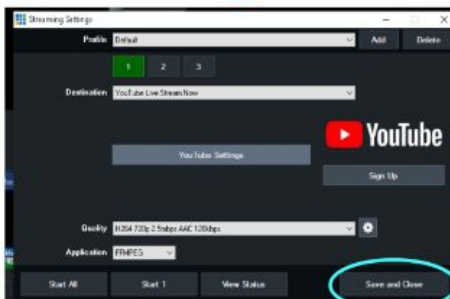 Streaming Settings
Profile Default Add Delete
1 2 3
Destination YouTube Live Stream Now
YouTube
YouTube Settings
Sign Up
Quality H264 720p 2.5mbps AAC 128kbps
Application FFMPEG
Start All Start 1 View Status Save and Close